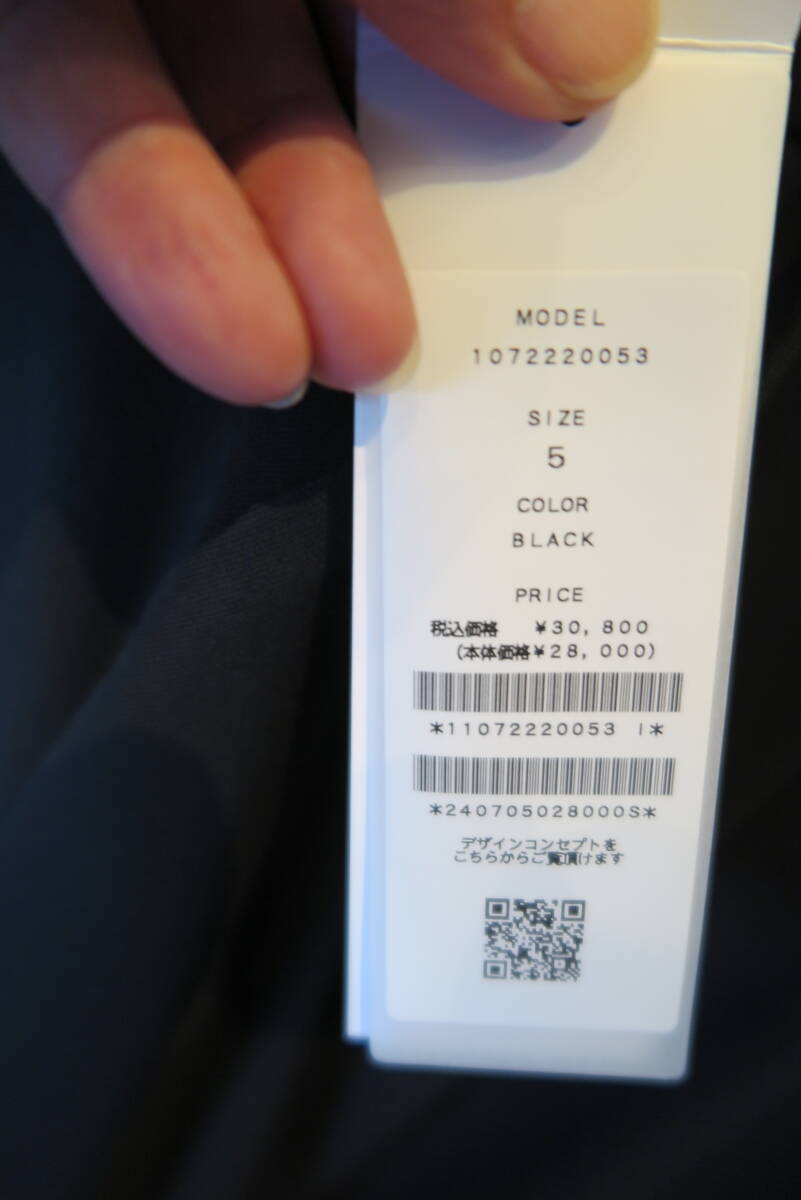 MODEL
1072220053
SIZE
5
COLOR
BLACK
PRICE
税込価格 ¥30,800
(本体価格¥28,000)
*11072220053 I*
*240705028000S*
デザインコンセプトを
こちらからご覧頂けます